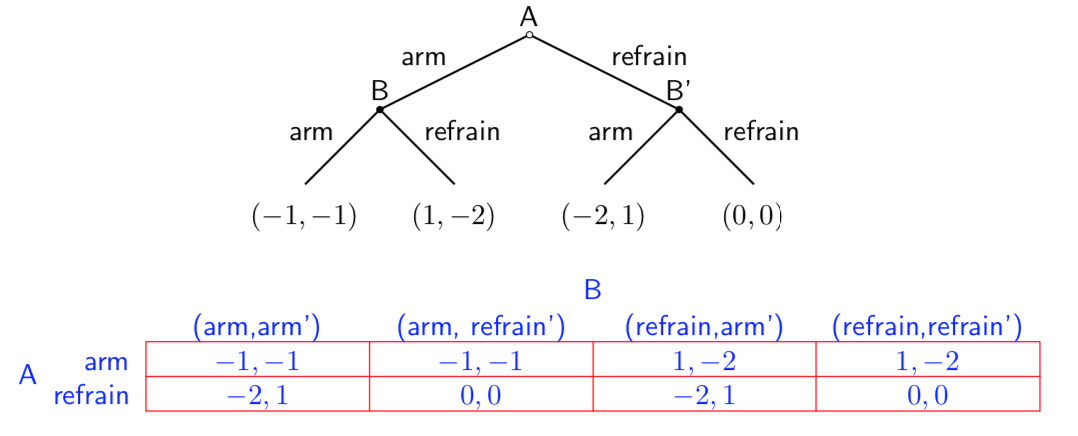 A
arm refrain
B B'
arm refrain arm refrain
(−1, −1) (1, −2) (−2, 1) (0, 0)
B
(arm,arm') (arm, refrain') (refrain,arm') (refrain,refrain')
A
arm −1, −1 −1, −1 1, −2 1, −2
refrain −2, 1 0, 0 −2, 1 0, 0